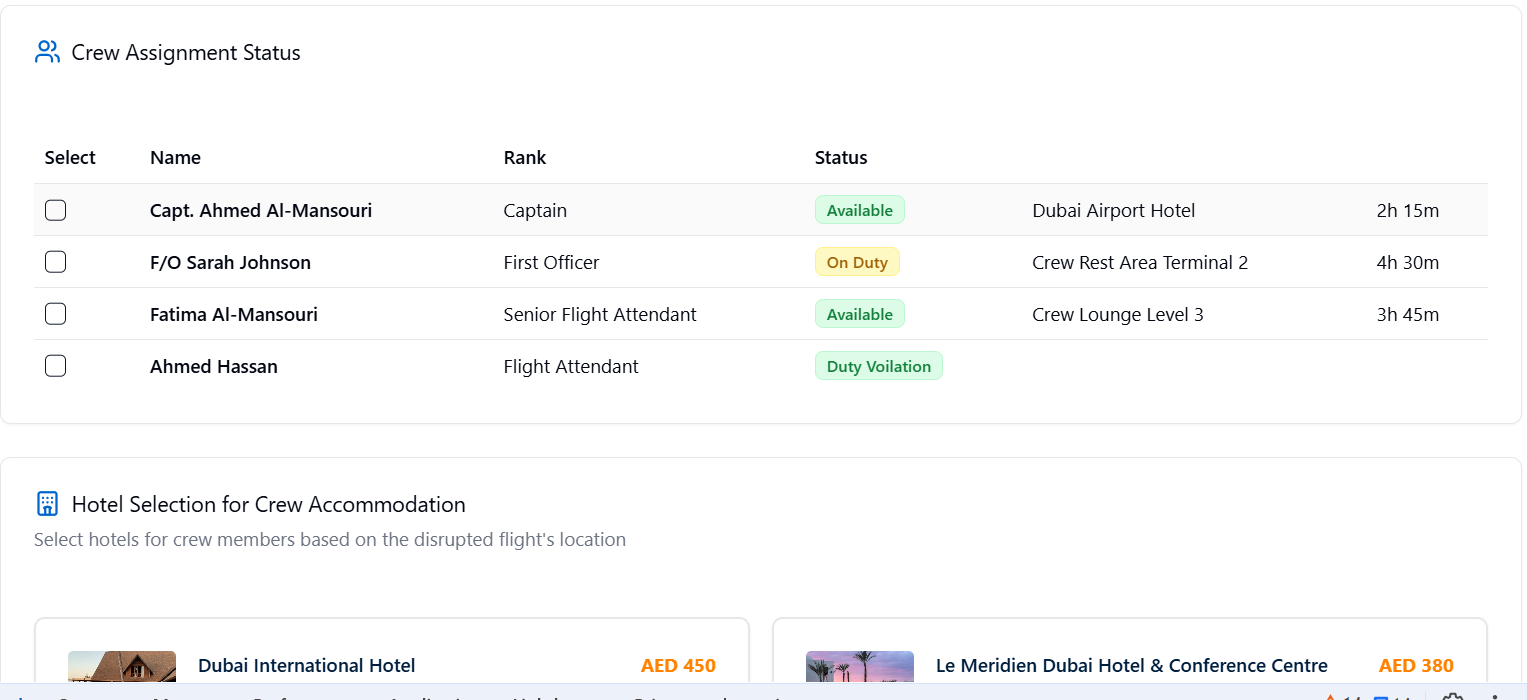 Crew Assignment Status
Select Name Rank Status
Capt. Ahmed Al-Mansouri Captain Available Dubai Airport Hotel 2h 15m
F/O Sarah Johnson First Officer On Duty Crew Rest Area Terminal 2 4h 30m
Fatima Al-Mansouri Senior Flight Attendant Available Crew Lounge Level 3 3h 45m
Ahmed Hassan Flight Attendant Duty Voilation
Hotel Selection for Crew Accommodation
Select hotels for crew members based on the disrupted flight's location
Dubai International Hotel AED 450 Le Meridien Dubai Hotel & Conference Centre AED 380